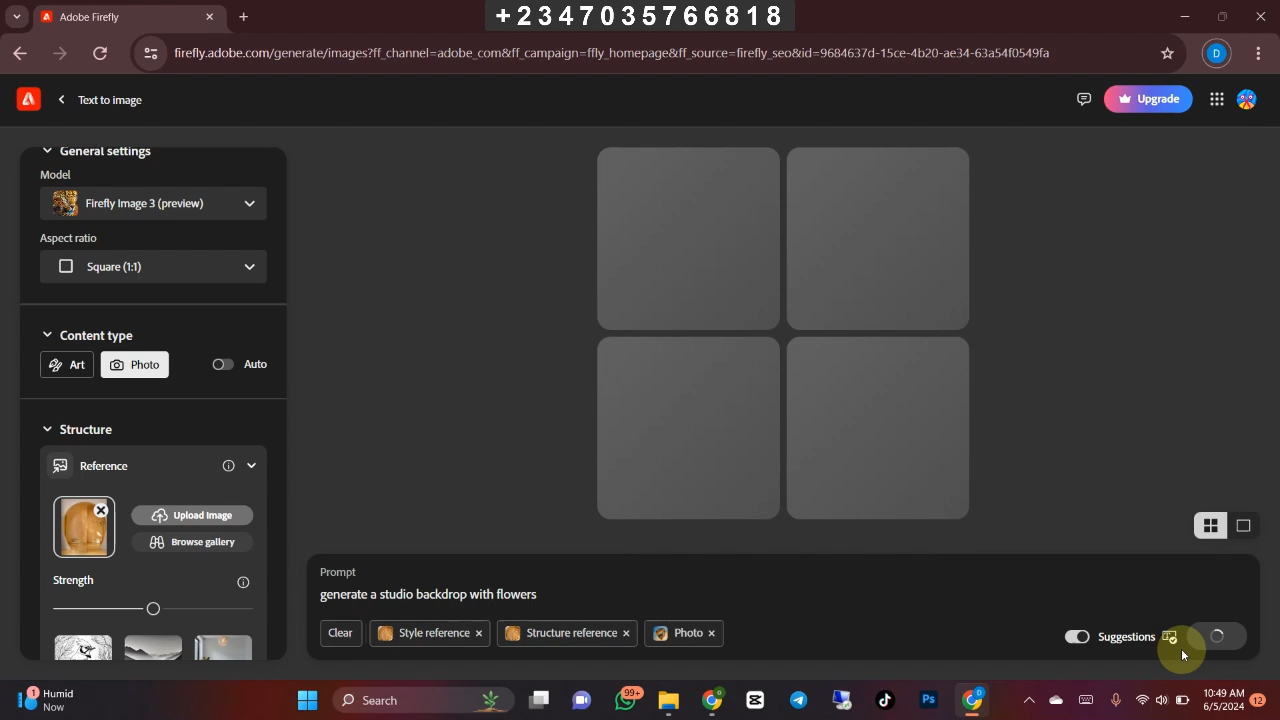 Adobe Firefly
+2347035766818
firefly.adobe.com/generate/images?ff_channel=adobe_com&ff_campaign=ffly_homepage&ff_source=firefly_seo&id=9684637d-15ce-4b20-ae34-63a54f0549fa
D
Text to image
Upgrade
General settings
Model
Firefly Image 3 (preview)
Aspect ratio
Square (1:1)
Content type
Art
Photo
Auto
Structure
Reference
Upload Image
Browse gallery
Strength
Prompt
generate a studio backdrop with flowers
Clear
Style reference
Structure reference
Photo
Suggestions
1
Humid
Now
Search
99+
D
Ps
10:49 AM
6/5/2024
12